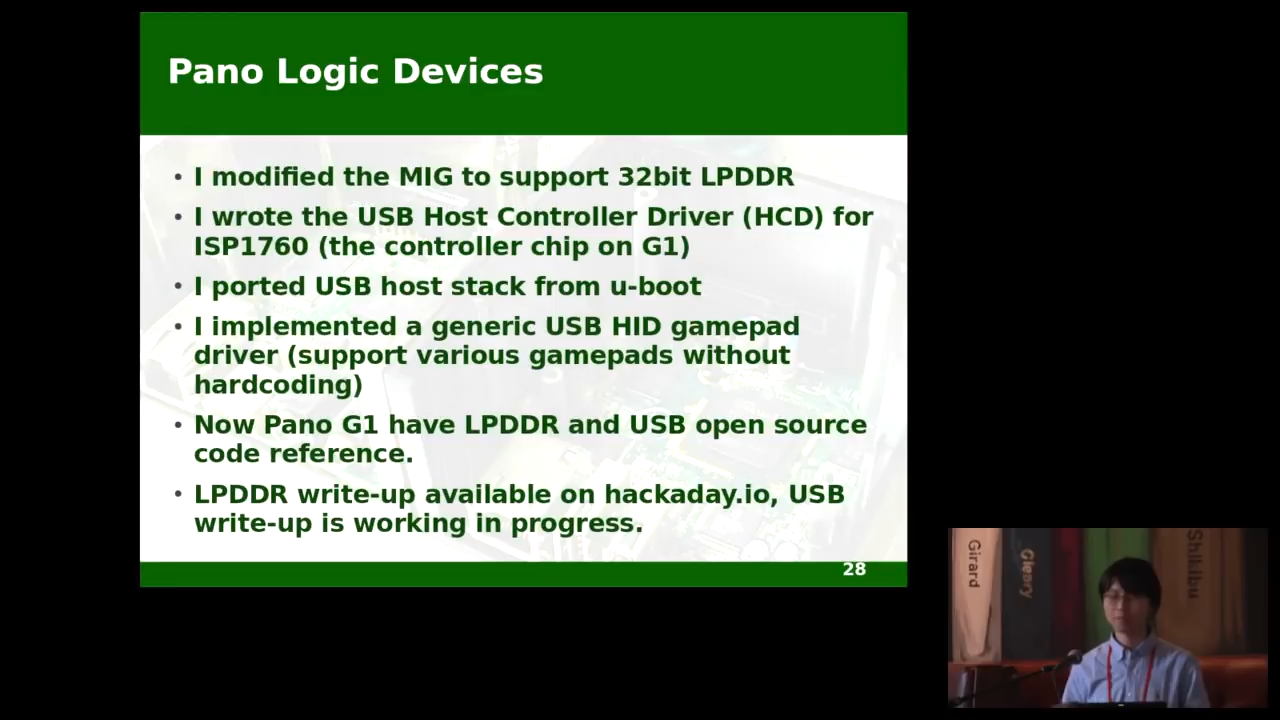 Pano Logic Devices
• I modified the MIG to support 32bit LPDDR
• I wrote the USB Host Controller Driver (HCD) for
ISP1760 (the controller chip on G1)
• I ported USB host stack from u-boot
• I implemented a generic USB HID gamepad
driver (support various gamepads without
hardcoding)
• Now Pano G1 have LPDDR and USB open source
code reference.
• LPDDR write-up available on hackaday.io, USB
write-up is working in progress.
28
Girard
Cleary
Shikibu